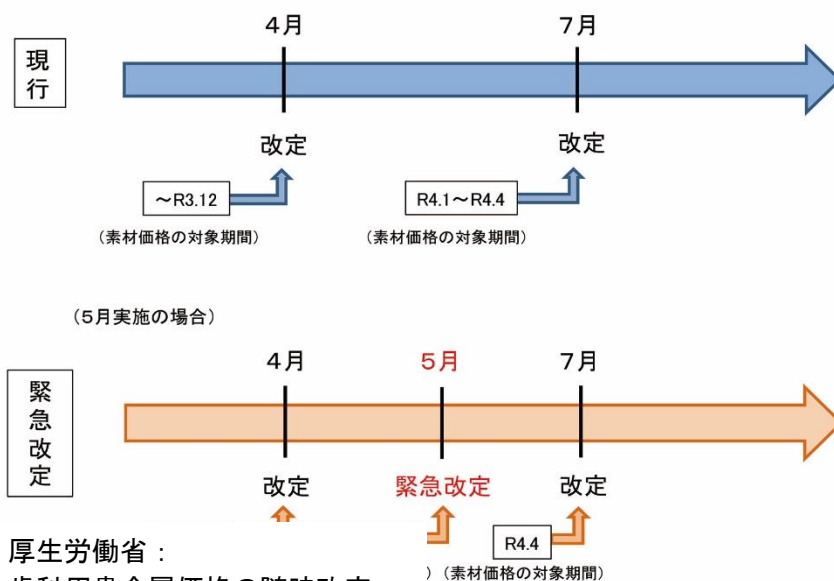 4月
7月
現行
改定
改定
～R3.12
R4.1～R4.4
（素材価格の対象期間）
（素材価格の対象期間）
（5月実施の場合）
4月
5月
7月
緊急改定
改定
緊急改定
改定
R4.4
）
（素材価格の対象期間）
厚生労働省：